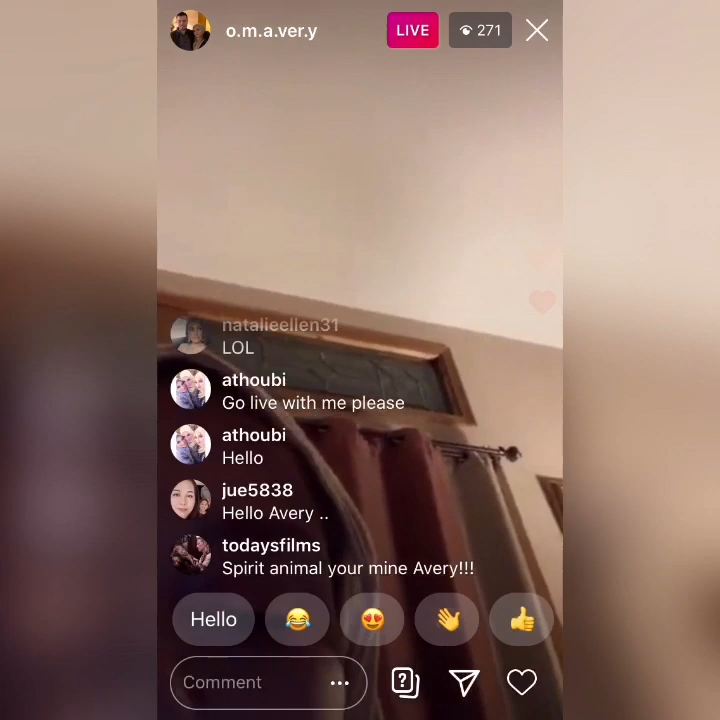 o.m.a.ver.y
LIVE
271
natalieellen31
LOL
athoubi
Go live with me please
athoubi
Hello
jue5838
Hello Avery ..
todaysfilms
Spirit animal your mine Avery!!!
Hello
Comment